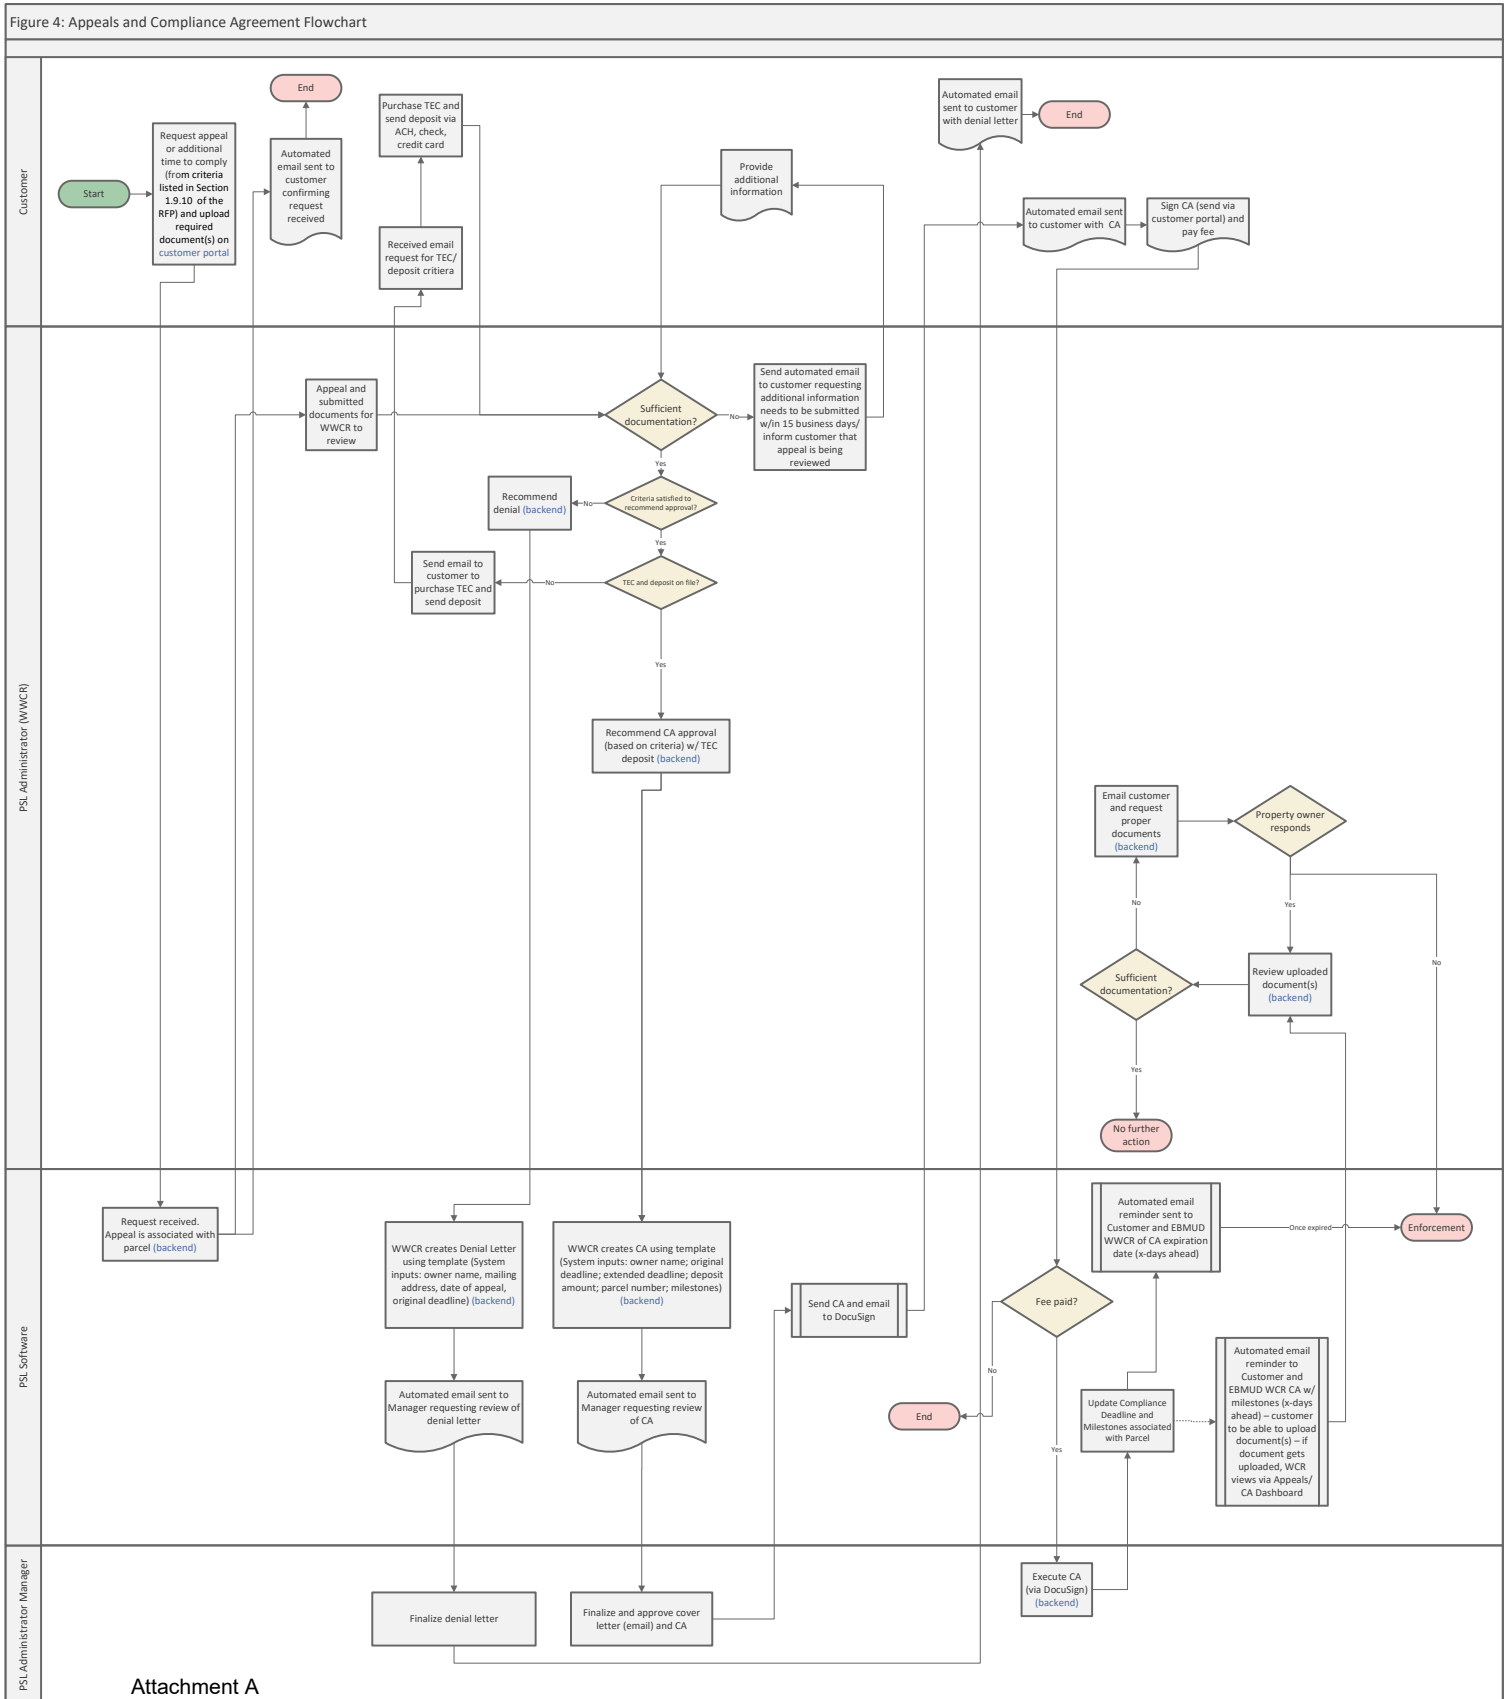 Figure 4: Appeals and Compliance Agreement Flowchart
Customer
Start
Request appeal
or additional
time to comply
(from criteria
listed in Section
1.9.10 of the
RFP) and upload
required
document(s) on
customer portal
End
Automated
email sent to
customer
confirming
request
received
Purchase TEC and
send deposit via
ACH, check,
credit card
Received email
request for TEC/
deposit critiera
Provide
additional
information
Automated email
sent to customer
with denial letter
End
Automated email sent
to customer with CA
Sign CA (send via
customer portal) and
pay fee
PSL Administrator (WWCR)
Appeal and
submitted
documents for
WWCR to
review
Sufficient
documentation?
No
Send automated email
to customer requesting
additional information
needs to be submitted
w/in 15 business days/
inform customer that
appeal is being
reviewed
Yes
Criteria satisfied to
recommend approval?
No
Recommend
denial (backend)
Yes
TEC and deposit on file?
No
Send email to
customer to
purchase TEC and
send deposit
Yes
Recommend CA approval
(based on criteria) w/ TEC
deposit (backend)
Email customer
and request
proper
documents
(backend)
Property owner
responds
No
Yes
No
Sufficient
documentation?
Review uploaded
document(s)
(backend)
Yes
No further
action
PSL Software
Request received.
Appeal is associated with
parcel (backend)
WWCR creates Denial Letter
using template (System
inputs: owner name, mailing
address, date of appeal,
original deadline) (backend)
WWCR creates CA using template
(System inputs: owner name; original
deadline; extended deadline; deposit
amount; parcel number; milestones)
(backend)
Send CA and email
to DocuSign
Fee paid?
No
End
Yes
Automated email
reminder sent to
Customer and EBMUD
WWCR of CA expiration
date (x-days ahead)
Once expired
Enforcement
Automated email sent to
Manager requesting review of
denial letter
Automated email sent to
Manager requesting review
of CA
Update Compliance
Deadline and
Milestones associated
with Parcel
Automated email
reminder to
Customer and
EBMUD WCR CA w/
milestones (x-days
ahead) – customer
to be able to upload
document(s) – if
document gets
uploaded, WCR
views via Appeals/
CA Dashboard
PSL Administrator Manager
Finalize denial letter
Finalize and approve cover
letter (email) and CA
Execute CA
(via DocuSign)
(backend)
Attachment A